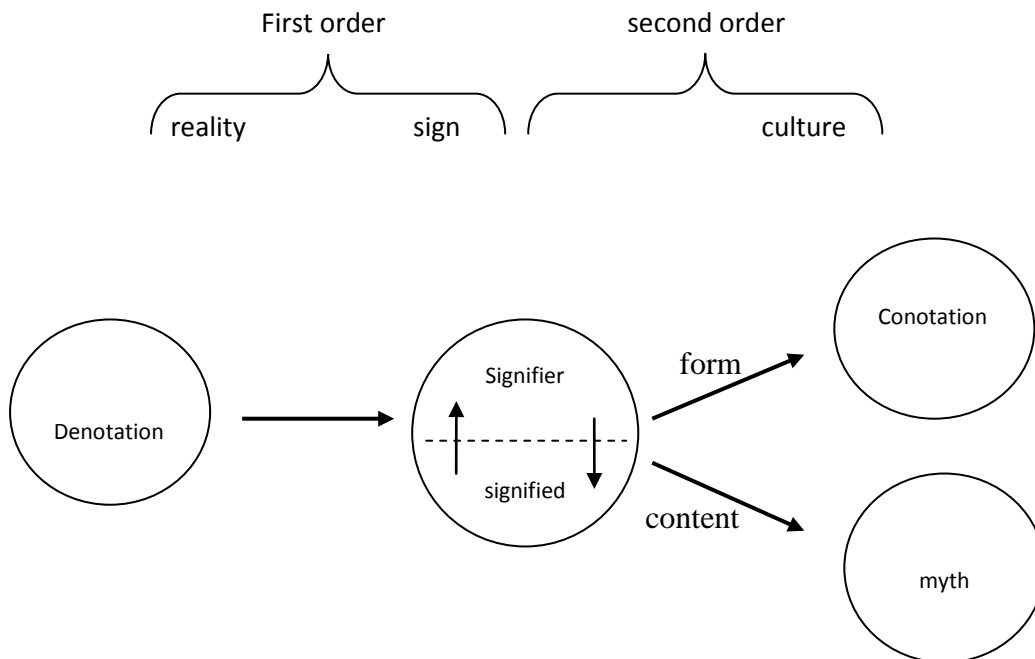 First order
second order
reality
sign
culture
Conotation
form
Signifier
Denotation
signified
content
myth